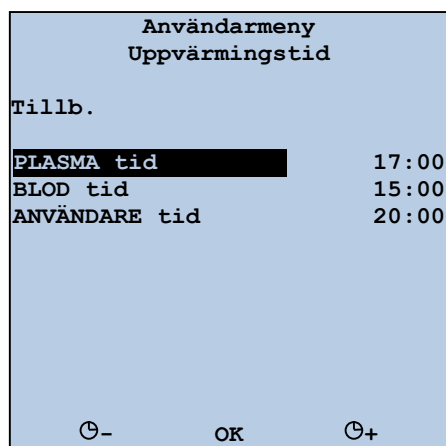 Användarmeny
Uppvärmingstid
Tillb.
PLASMA tid 17:00
BLOD tid 15:00
ANVÄNDARE tid 20:00
- OK +